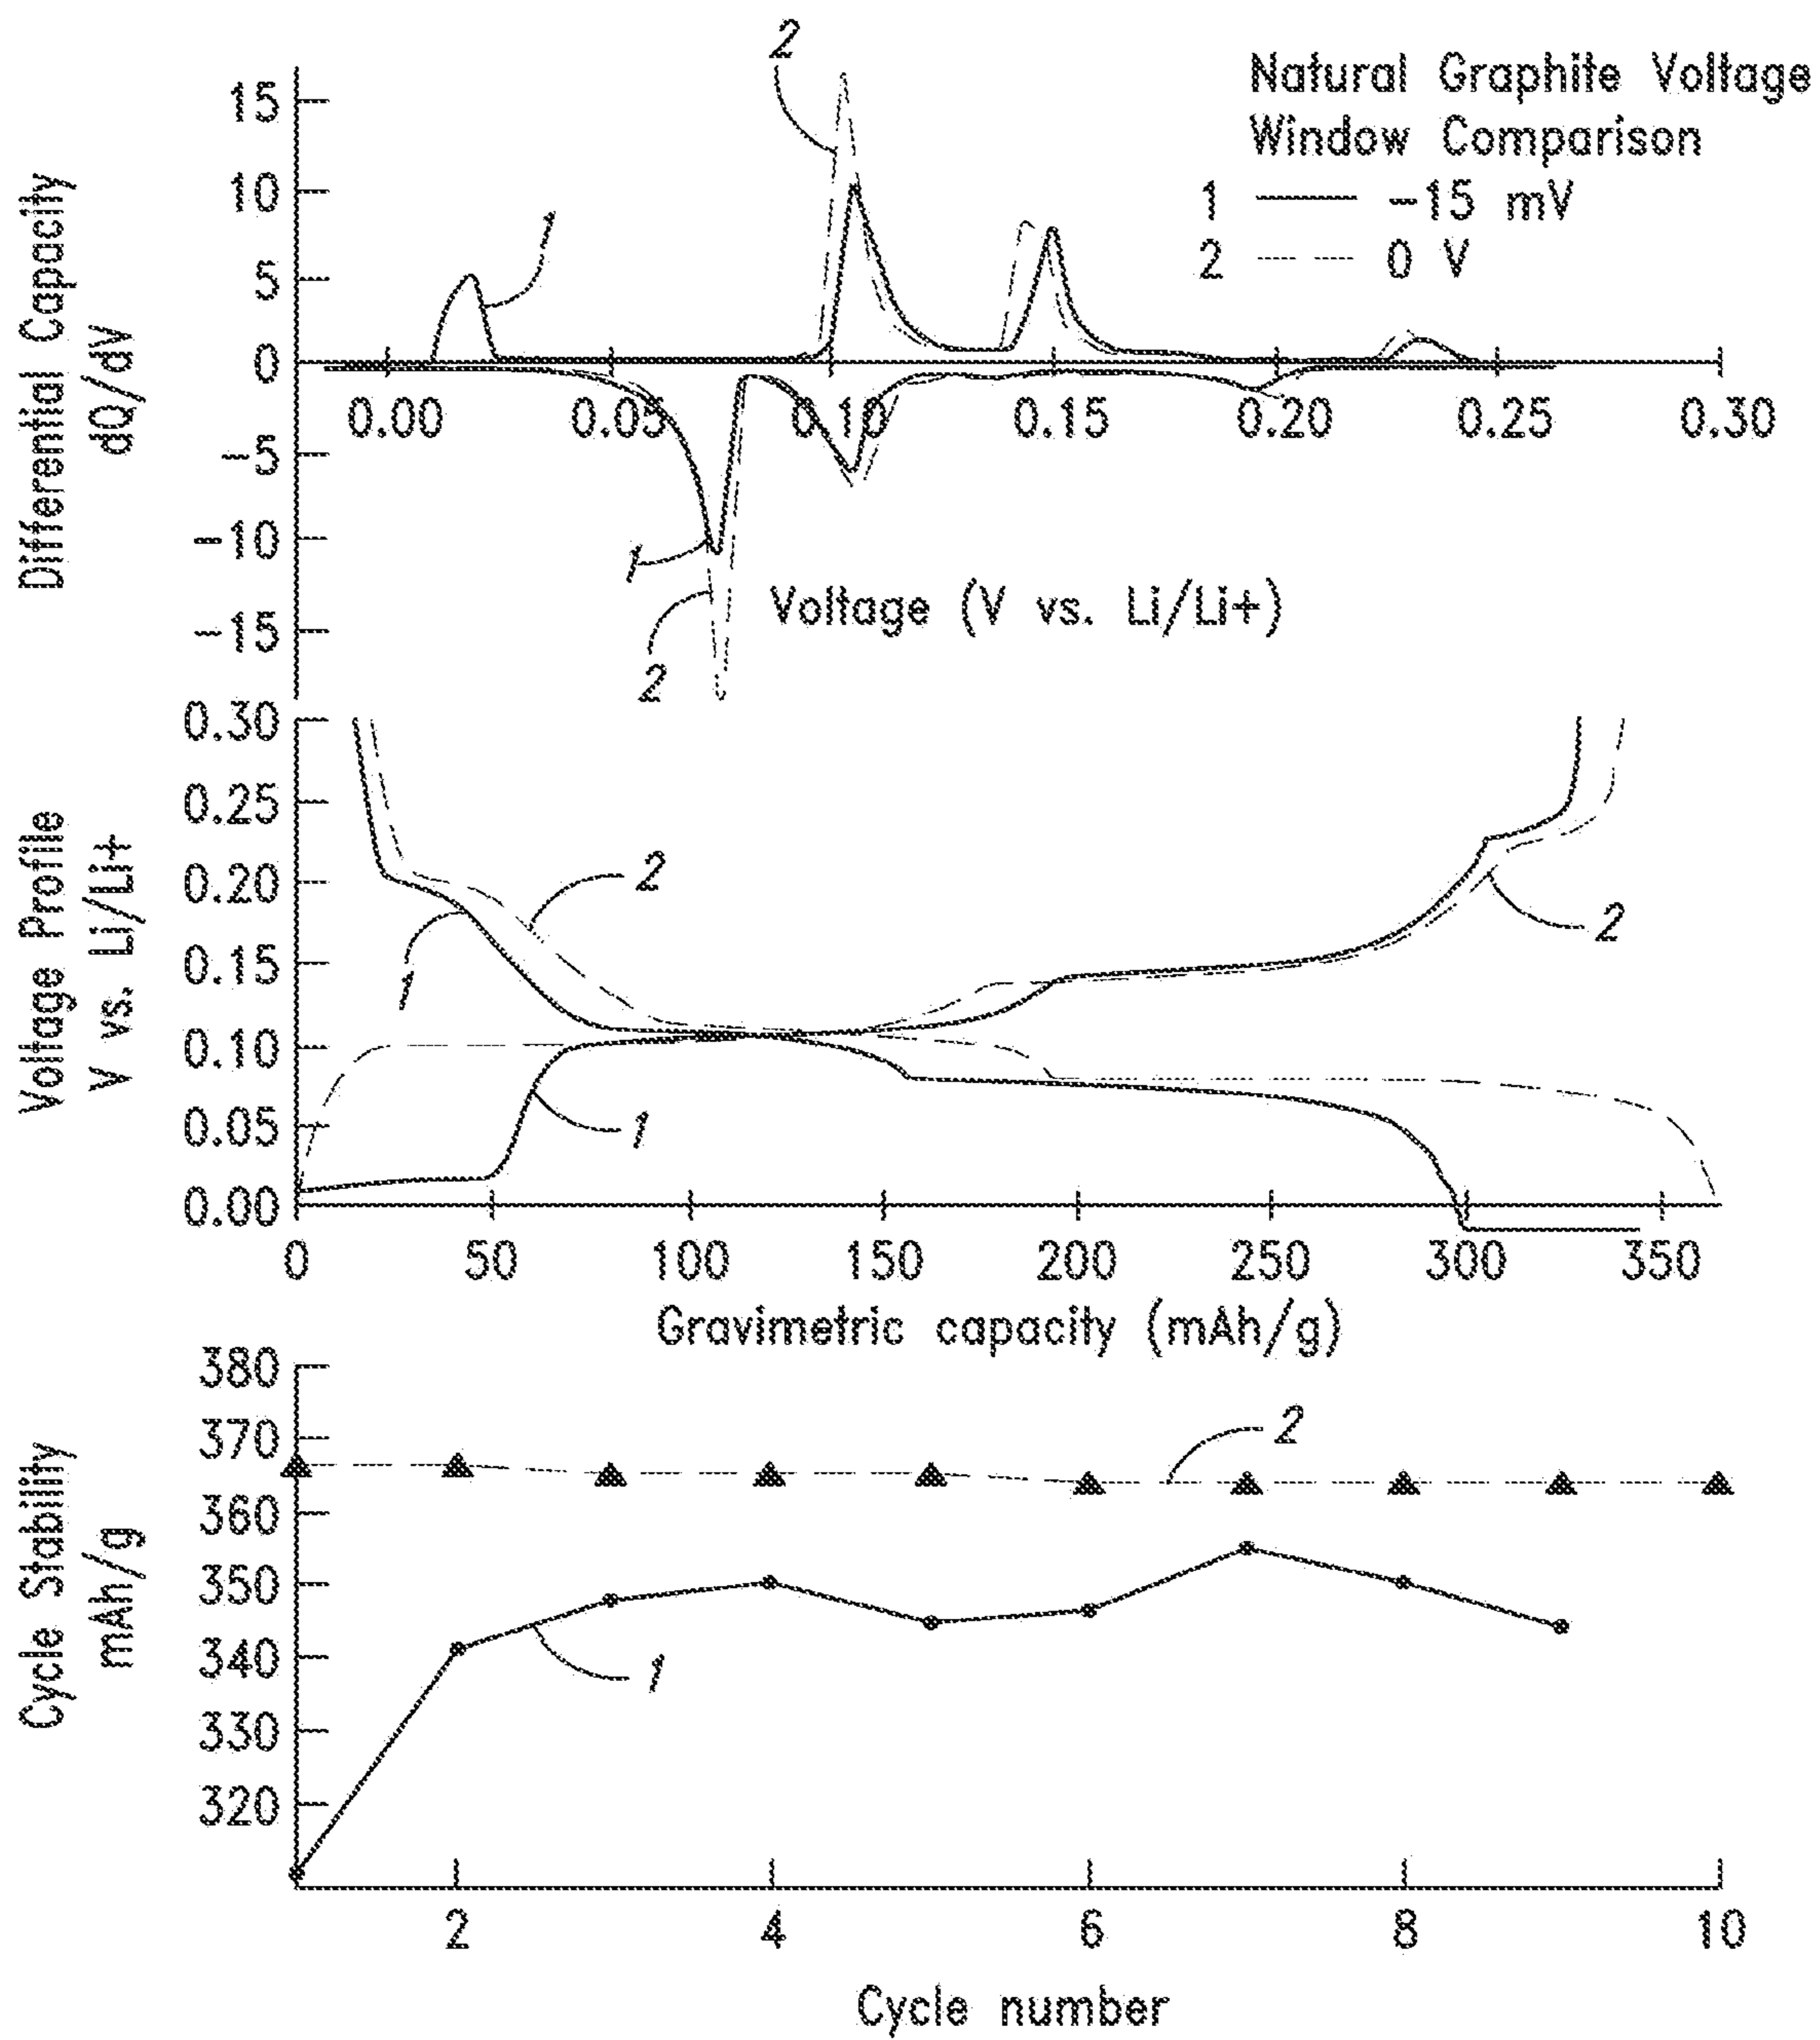 2
Natural Graphite Voltage
Window Comparison
1 -15 mV
2 0 V
Differential Capacity
dQ/dV
15
10
5
0
-5
-10
-15
1
0.00 0.05 0.10 0.15 0.20 0.25 0.30
1
2
Voltage (V vs. Li/Li+)
Voltage Profile
V vs. Li/Li+
0.30
0.25
0.20
0.15
0.10
0.05
0.00
2
1
2
1
0 50 100 150 200 250 300 350
Gravimetric capacity (mAh/g)
Cycle Stability
mAh/g
380
370
360
350
340
330
320
2
1
2 4 6 8 10
Cycle number